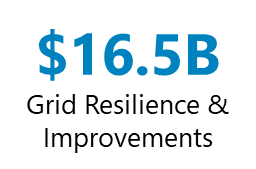 $16.5B
Grid Resilience &
Improvements